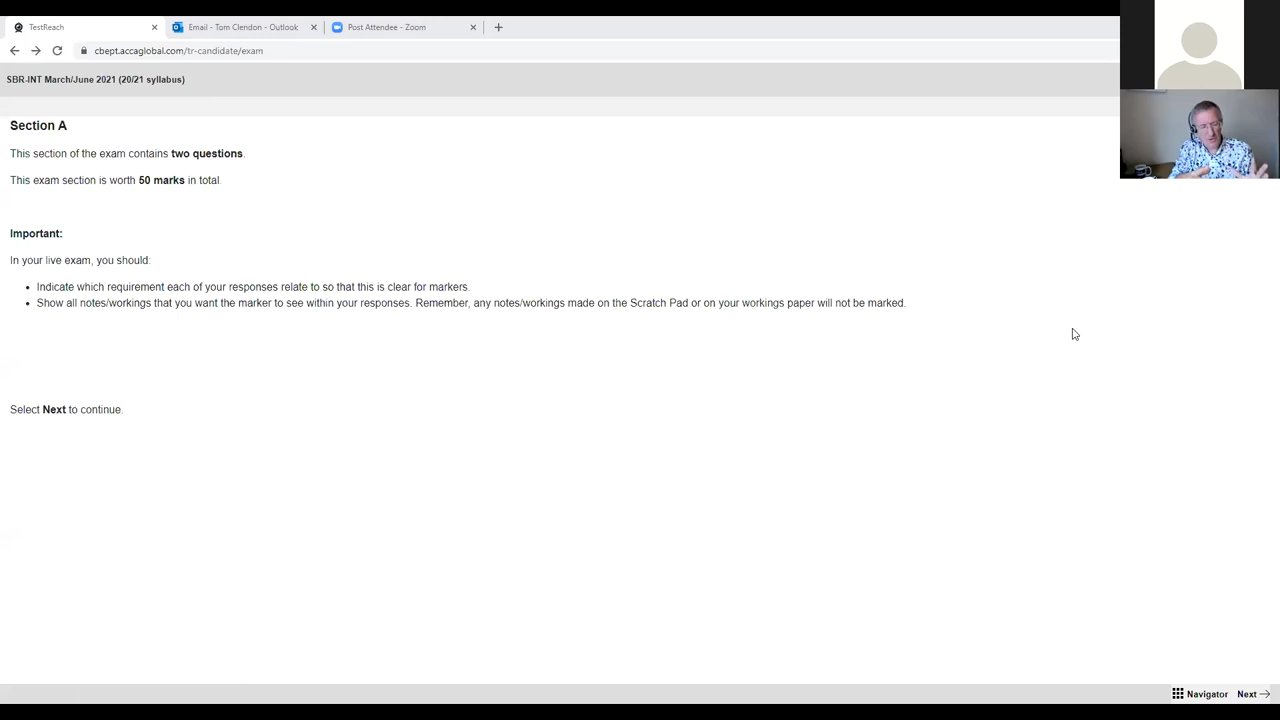 TestReach
Email - Tom Clendon - Outlook
Post Attendee - Zoom
cbept.accaglobal.com/tr-candidate/exam
SBR-INT March/June 2021 (20/21 syllabus)
Section A
This section of the exam contains two questions.
This exam section is worth 50 marks in total.
Important:
In your live exam, you should:
• Indicate which requirement each of your responses relate to so that this is clear for markers.
• Show all notes/workings that you want the marker to see within your responses. Remember, any notes/workings made on the Scratch Pad or on your workings paper will not be marked.
Select Next to continue.
Navigator
Next